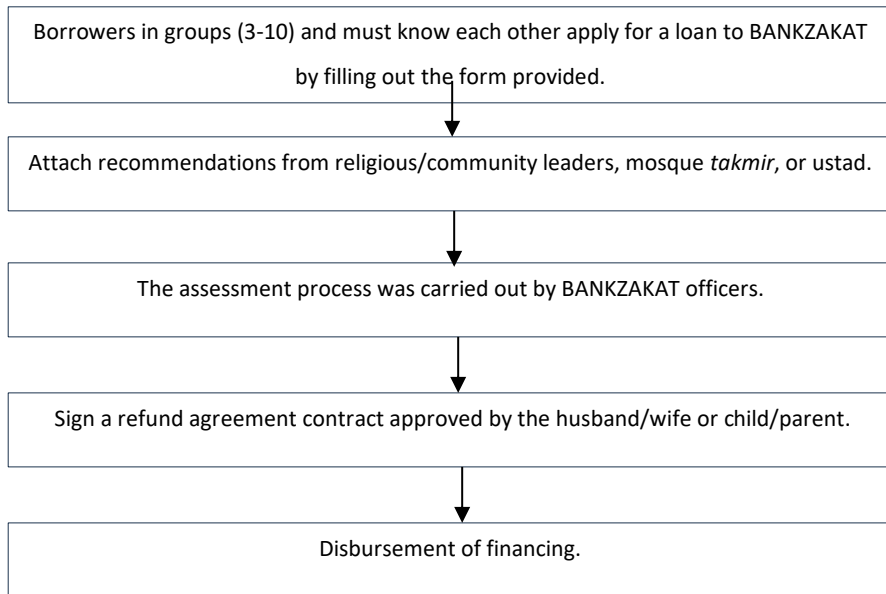 Borrowers in groups (3-10) and must know each other apply for a loan to BANKZAKAT
by filling out the form provided.
Attach recommendations from religious/community leaders, mosque takmir, or ustad.
The assessment process was carried out by BANKZAKAT officers.
Sign a refund agreement contract approved by the husband/wife or child/parent.
Disbursement of financing.